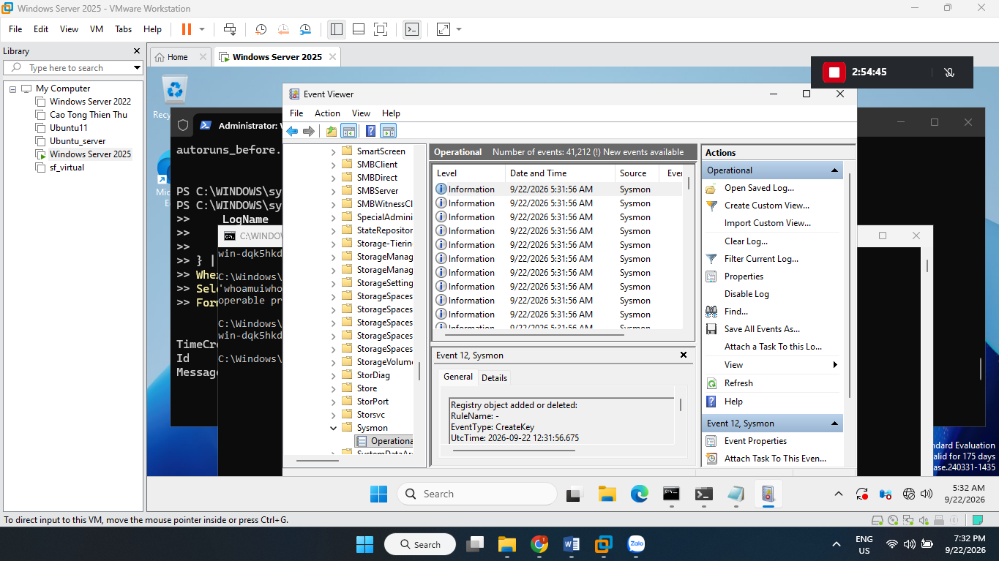 Windows Server 2025 - VMware Workstation
File Edit View VM Tabs Help
Library
Type here to search
My Computer
Windows Server 2022
Cao Tong Thien Thu
Ubuntu11
Ubuntu_server
Windows Server 2025
sf_virtual
Home
Windows Server 2025
2:54:45
Administrator:
autoruns_before.
PS C:\WINDOWS\sy
PS C:\WINDOWS\sy
>> LogName
>>
>>
>> } |
>> Whe
>> Sel
>> For
TimeCre
Id
Message
C:\WINDOW
win-dqk5hkd
C:\Windows\
'whoamuiwho
operable pr
C:\Windows\
win-dqk5hkd
C:\Windows\
Event Viewer
File Action View Help
SmartScreen
SMBClient
SMBDirect
SMBServer
SMBWitnessCl
SpecialAdmini
StateRepositor
Storage-Tierin
StorageManag
StorageManag
StorageSetting
StorageSpaces
StorageSpaces
StorageSpaces
StorageSpaces
StorageSpaces
StorageVolum
StorDiag
Store
StorPort
Storsvc
Sysmon
Operationa
SystemDataAr
Operational Number of events: 41,212 (!) New events available
Level Date and Time Source Even
Information 9/22/2026 5:31:56 AM Sysmon
Information 9/22/2026 5:31:56 AM Sysmon
Information 9/22/2026 5:31:56 AM Sysmon
Information 9/22/2026 5:31:56 AM Sysmon
Information 9/22/2026 5:31:56 AM Sysmon
Information 9/22/2026 5:31:56 AM Sysmon
Information 9/22/2026 5:31:56 AM Sysmon
Information 9/22/2026 5:31:56 AM Sysmon
Information 9/22/2026 5:31:56 AM Sysmon
Information 9/22/2026 5:31:56 AM Sysmon
Information 9/22/2026 5:31:56 AM Sysmon
Event 12, Sysmon
General Details
Registry object added or deleted:
RuleName: -
EventType: CreateKey
UtcTime: 2026-09-22 12:31:56.675
Actions
Operational
Open Saved Log...
Create Custom View...
Import Custom View...
Clear Log...
Filter Current Log...
Properties
Disable Log
Find...
Save All Events As...
Attach a Task To this Lo...
View
Refresh
Help
Event 12, Sysmon
Event Properties
Attach Task To This Even...
ndard Evaluation
alid for 175 days
ase.240331-1435
Search
5:32 AM
9/22/2026
To direct input to this VM, move the mouse pointer inside or press Ctrl+G.
Search
Zalo
ENG
US
7:32 PM
9/22/2026